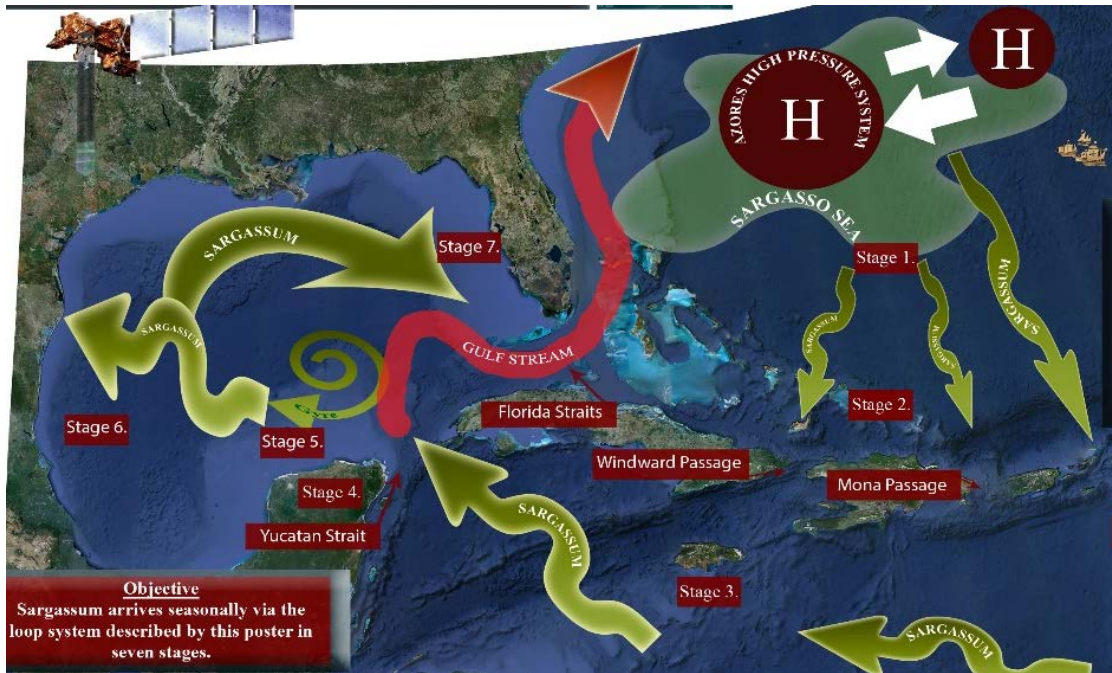 H
H
AZORES HIGH PRESSURE SYSTEM
SARGASSO SEA
Stage 1.
SARGASSUM
SARGASSUM
SARGASSUM
SARGASSUM
Stage 7.
SARGASSUM
GULF STREAM
Gyre
Stage 2.
Florida Straits
Stage 6.
Stage 5.
Windward Passage
Mona Passage
Stage 4.
Yucatan Strait
SARGASSUM
Stage 3.
SARGASSUM
Objective
Sargassum arrives seasonally via the
loop system described by this poster in
seven stages.